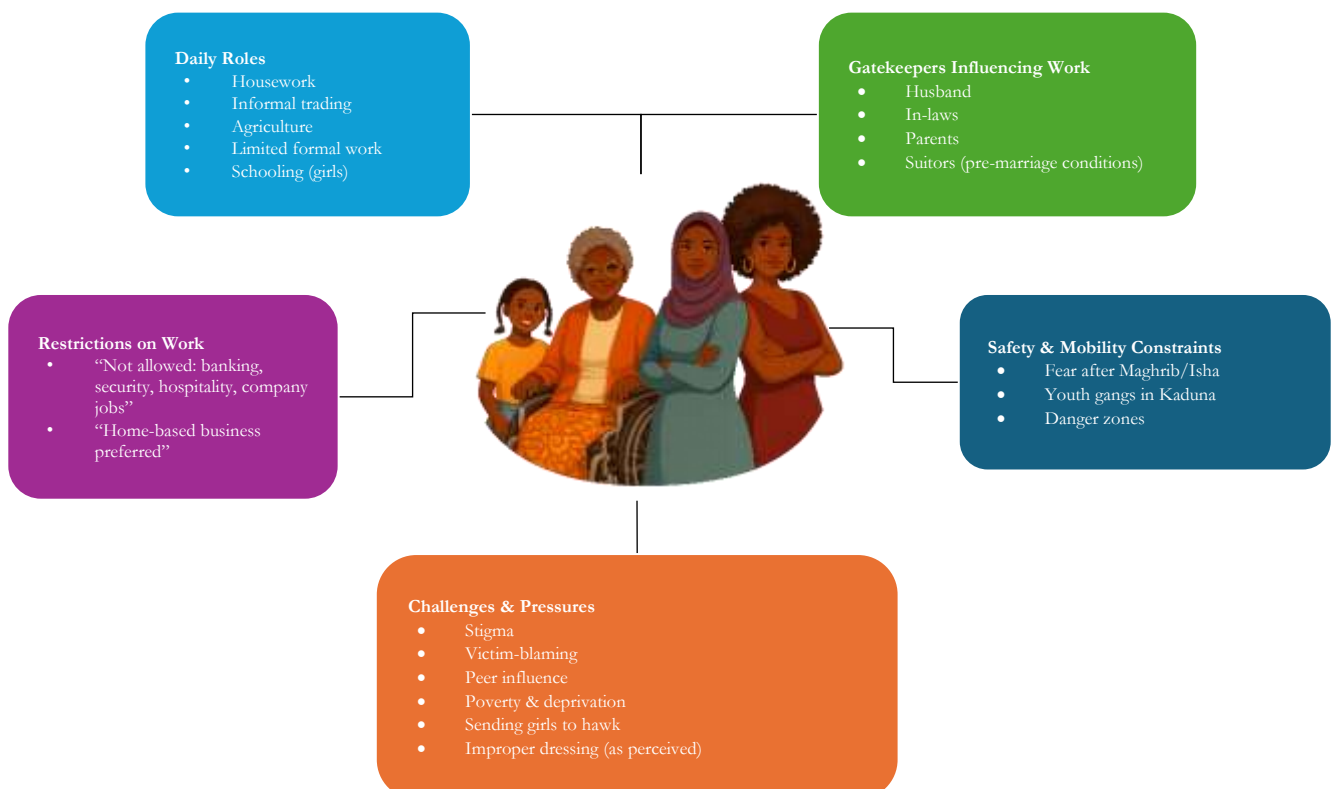 Daily Roles
• Housework
• Informal trading
• Agriculture
• Limited formal work
• Schooling (girls)
Gatekeepers Influencing Work
• Husband
• In-laws
• Parents
• Suitors (pre-marriage conditions)
Restrictions on Work
• “Not allowed: banking,
security, hospitality, company
jobs”
• “Home-based business
preferred”
Safety & Mobility Constraints
• Fear after Maghrib/Isha
• Youth gangs in Kaduna
• Danger zones
Challenges & Pressures
• Stigma
• Victim-blaming
• Peer influence
• Poverty & deprivation
• Sending girls to hawk
• Improper dressing (as perceived)